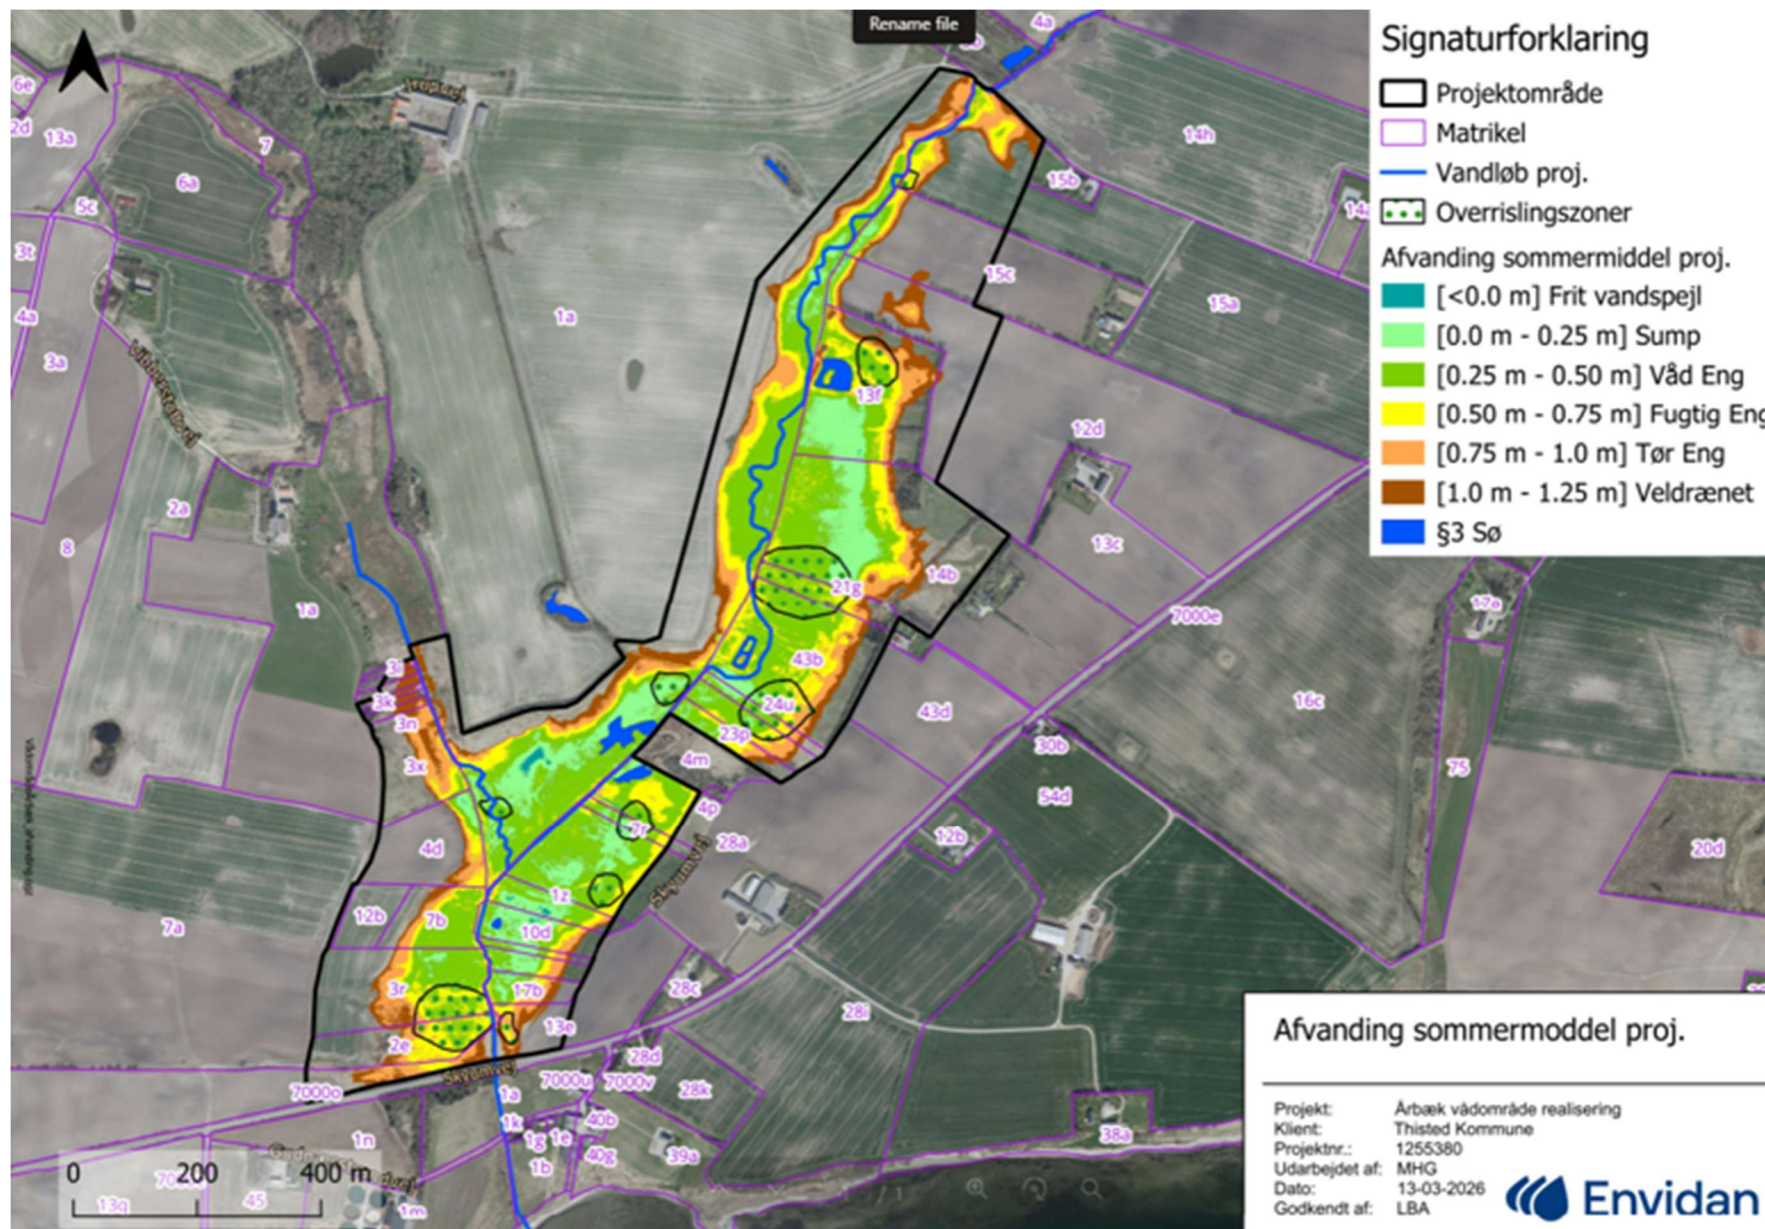 Rename file
Signaturforklaring
Projektområde
Matrikel
Vandløb proj.
Overrislingszoner
Afvanding sommermiddel proj.
[<0.0 m] Frit vandspejl
[0.0 m - 0.25 m] Sump
[0.25 m - 0.50 m] Våd Eng
[0.50 m - 0.75 m] Fugtig Eng
[0.75 m - 1.0 m] Tør Eng
[1.0 m - 1.25 m] Veldrænet
§3 Sø
4a
6e
2d
13a
7
14h
6a
15b
5c
3t
15c
15a
4a
1a
3a
13f
12d
2a
8
13c
14b
21g
1a
7000e
17a
3i
43b
3k
24u
16c
3n
43d
23p
30b
4m
3x
75
54d
4p
7r
28a
12b
4d
20d
Skyumvej
1z
12b
7b
7a
10d
3r
17b
28c
28i
13e
2e
28d
Skyumvej
7000o
7000u
7000v
28k
1a
1k
40b
1n
1g
1e
38a
40g
39a
1b
45
13q
1m
0
200
400 m
1 / 1
Afvanding sommermoddel proj.
Projekt: Årbæk vådområde realisering
Klient: Thisted Kommune
Projektnr.: 1255380
Udarbejdet af: MHG
Dato: 13-03-2026
Godkendt af: LBA
Envidan